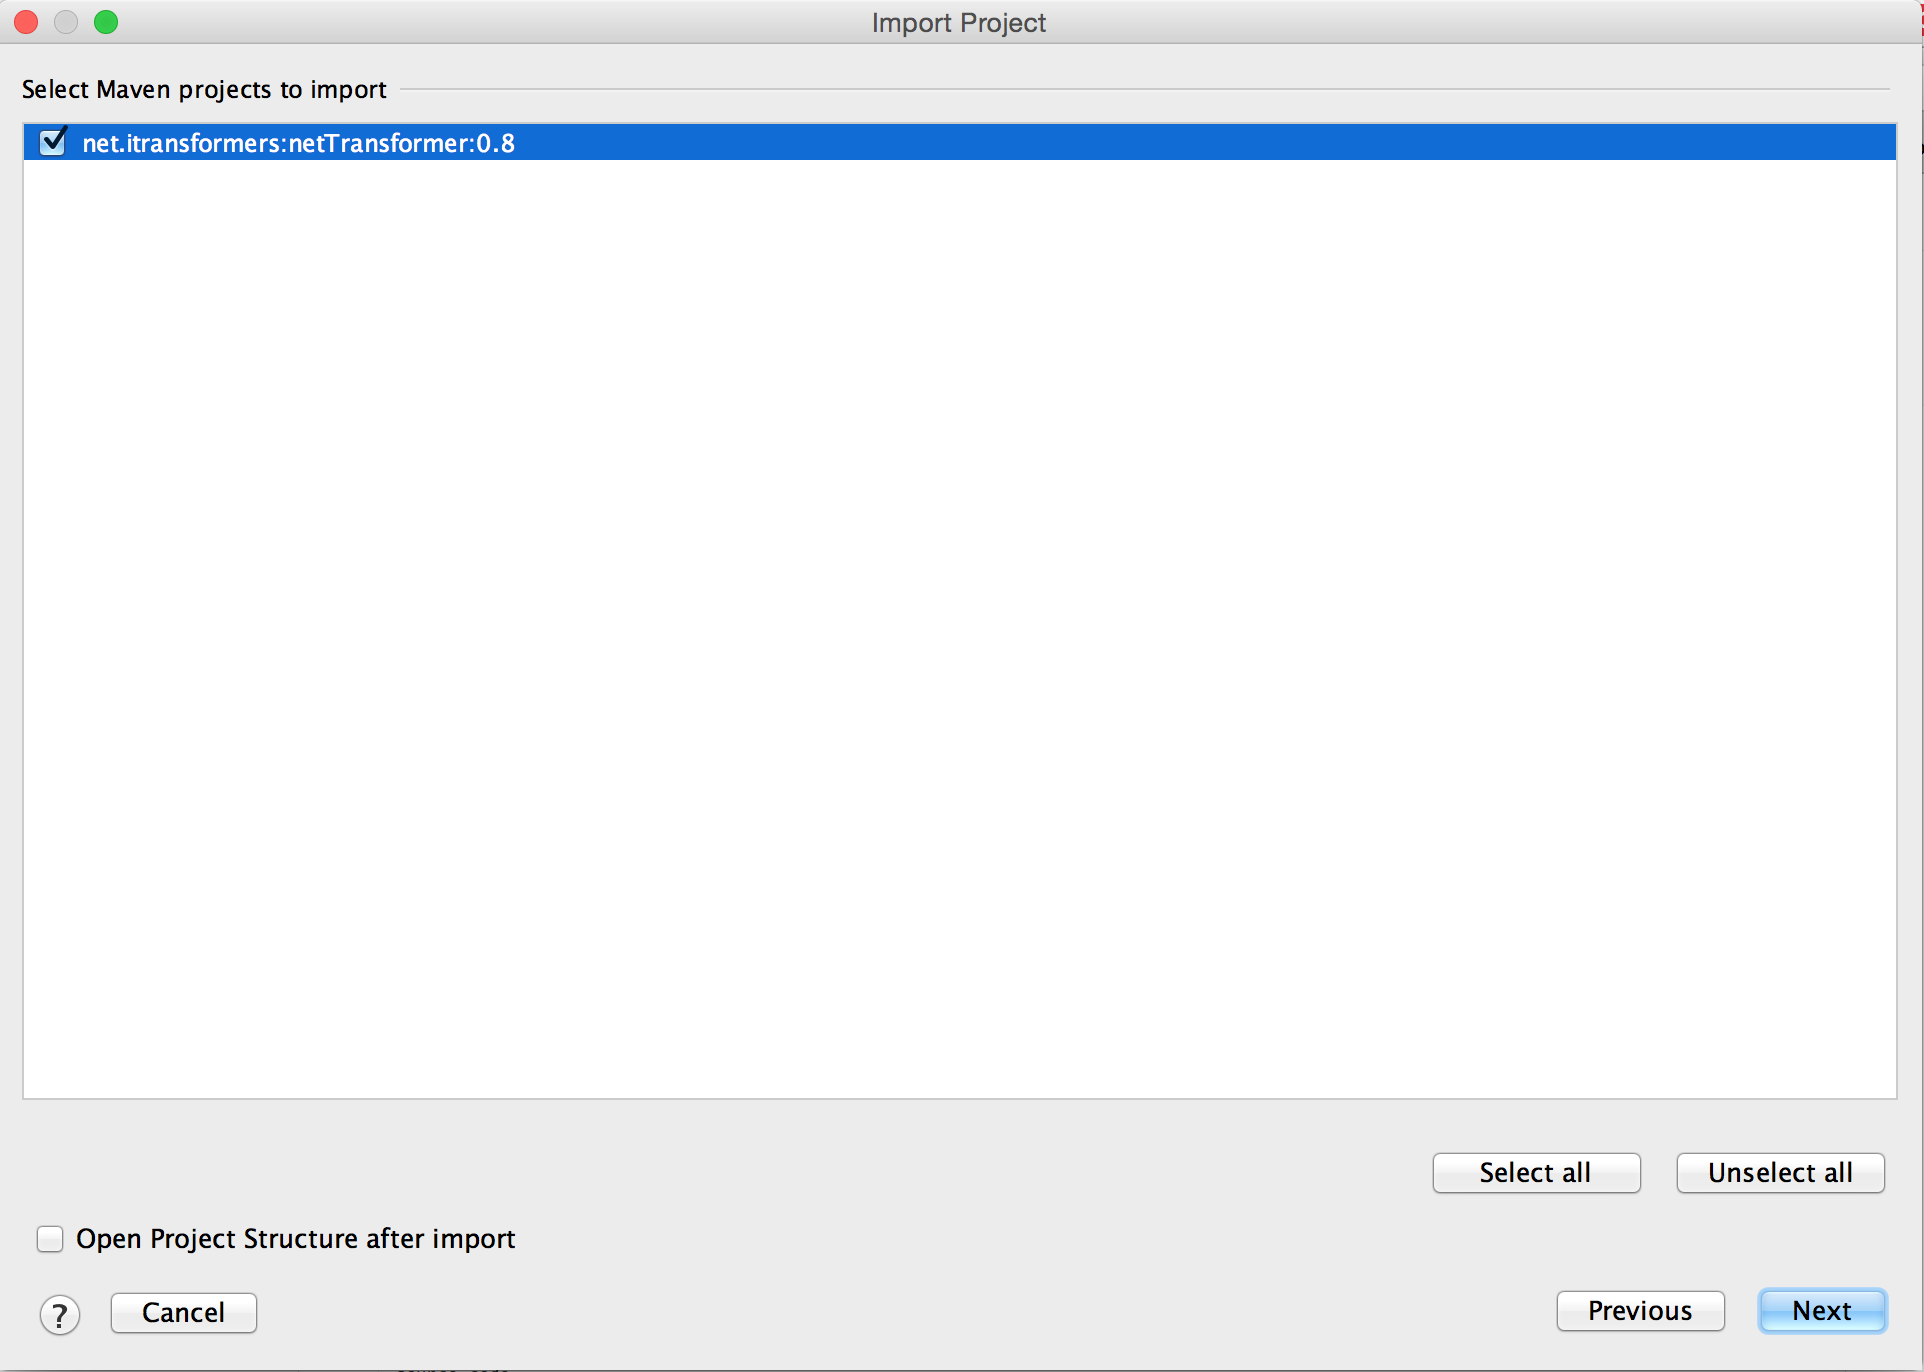 Import Project
Select Maven projects to import
net.itransformers:netTransformer:0.8
Select all
Unselect all
Open Project Structure after import
?
Cancel
Previous
Next